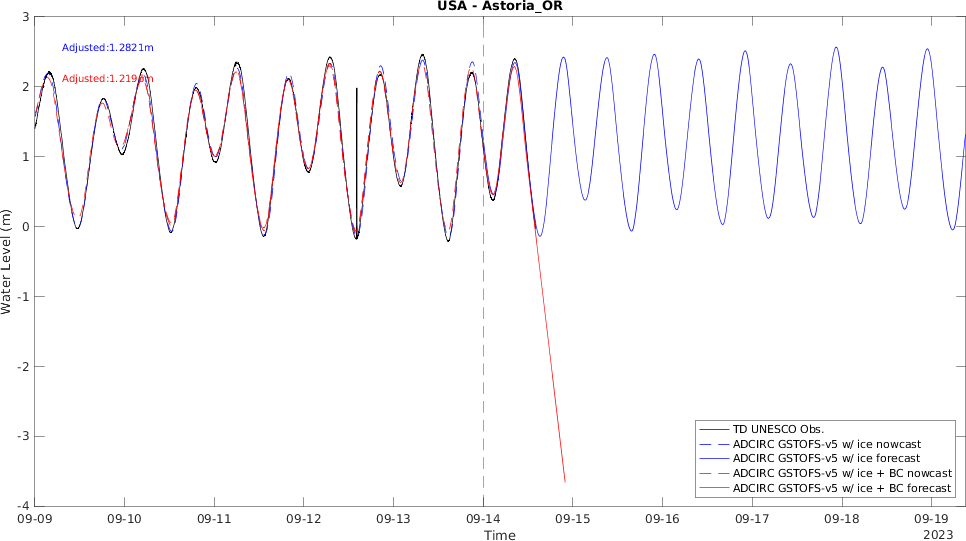 USA - Astoria_OR
3
2
1
0
-1
-2
-3
-4
Water Level (m)
Adjusted:1.2821m
TD UNESCO Obs.
ADCIRC GSTOFS-v5 w/ ice nowcast
ADCIRC GSTOFS-v5 w/ ice forecast
ADCIRC GSTOFS-v5 w/ ice + BC nowcast
ADCIRC GSTOFS-v5 w/ ice + BC forecast
09-09 09-10 09-11 09-12 09-13 09-14 09-15 09-16 09-17 09-18 09-19
Time
2023